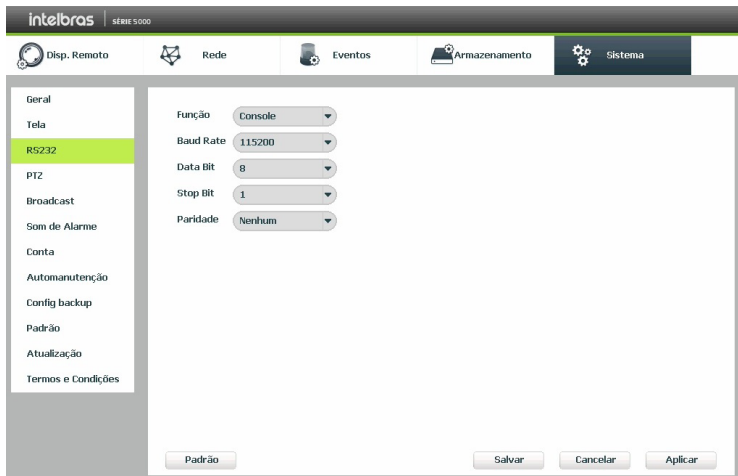 intelbras SÉRIE 5000
Disp. Remoto Rede Eventos Armazenamento Sistema
Geral
Tela
RS232
PTZ
Broadcast
Som de Alarme
Conta
Automanutenção
Config backup
Padrão
Atualização
Termos e Condições
Função Console
Baud Rate 115200
Data Bit 8
Stop Bit 1
Paridade Nenhum
Padrão Salvar Cancelar Aplicar